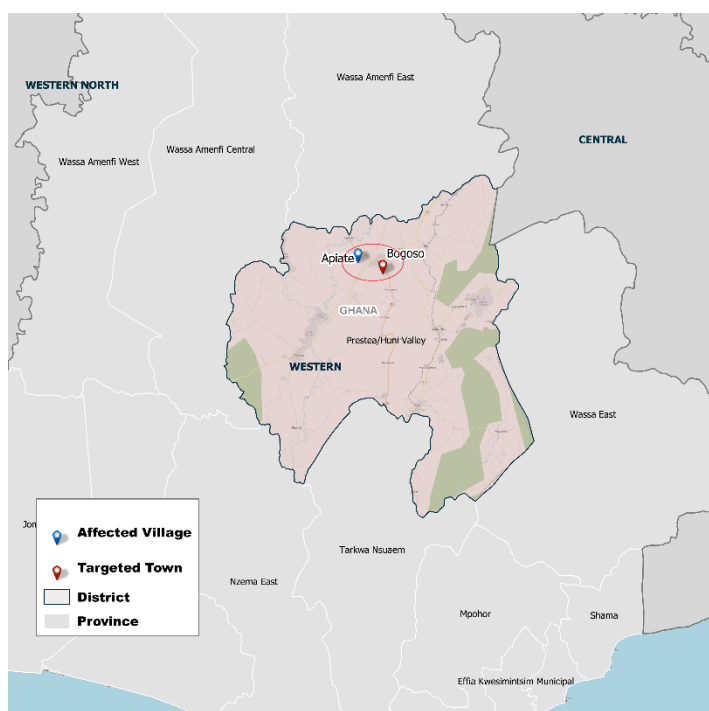 Wassa Amenfi East
WESTERN NORTH
CENTRAL
Wassa Amenfi Central
Wassa Amenfi West
Bogoso
Apiate
GHANA
Prestea/Huni Valley
WESTERN
Wassa East
Affected Village
Targeted Town
District
Province
Jom
Tarkwa Nsuaem
Nzema East
Mpohor
Shama
Effia Kwesimintsim Municipal